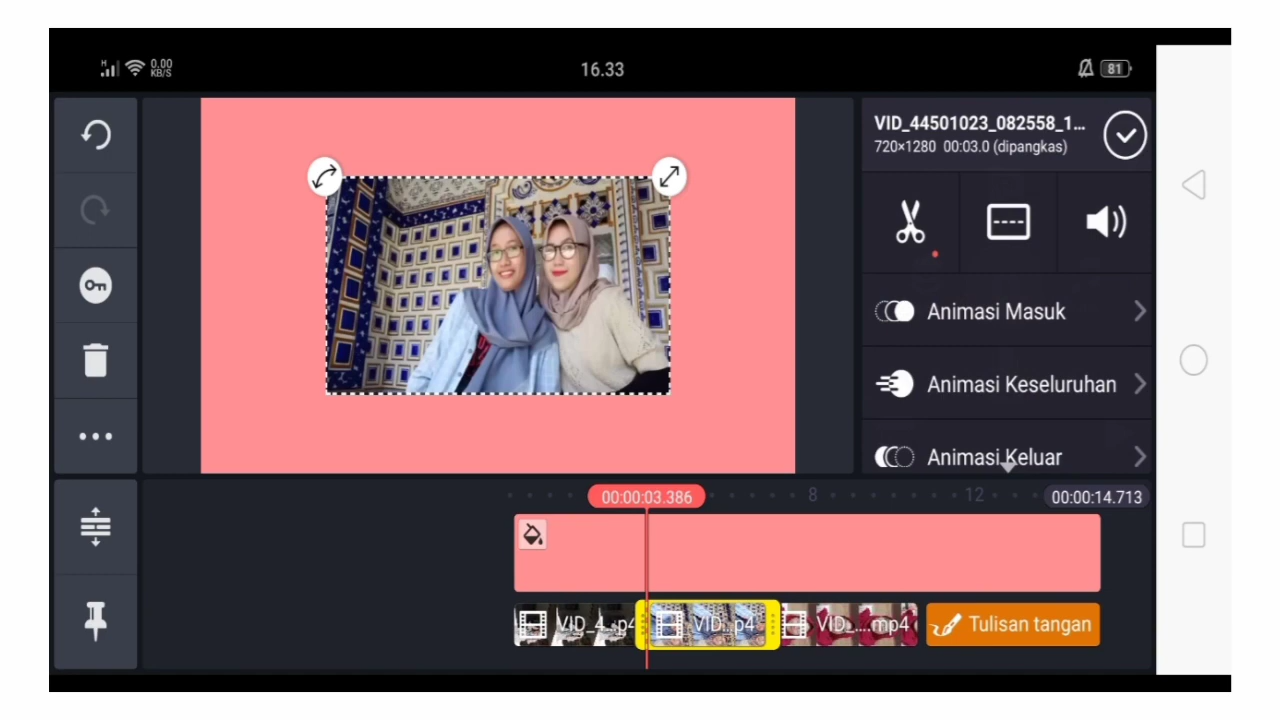 H
0.00
KB/S
16.33
81
VID_44501023_082558_1...
720×1280 00:03.0 (dipangkas)
Animasi Masuk
Animasi Keseluruhan
Animasi Keluar
00:00:03.386
8
12
00:00:14.713
VID_4...p4
VID...p4
VID_...mp4
Tulisan tangan